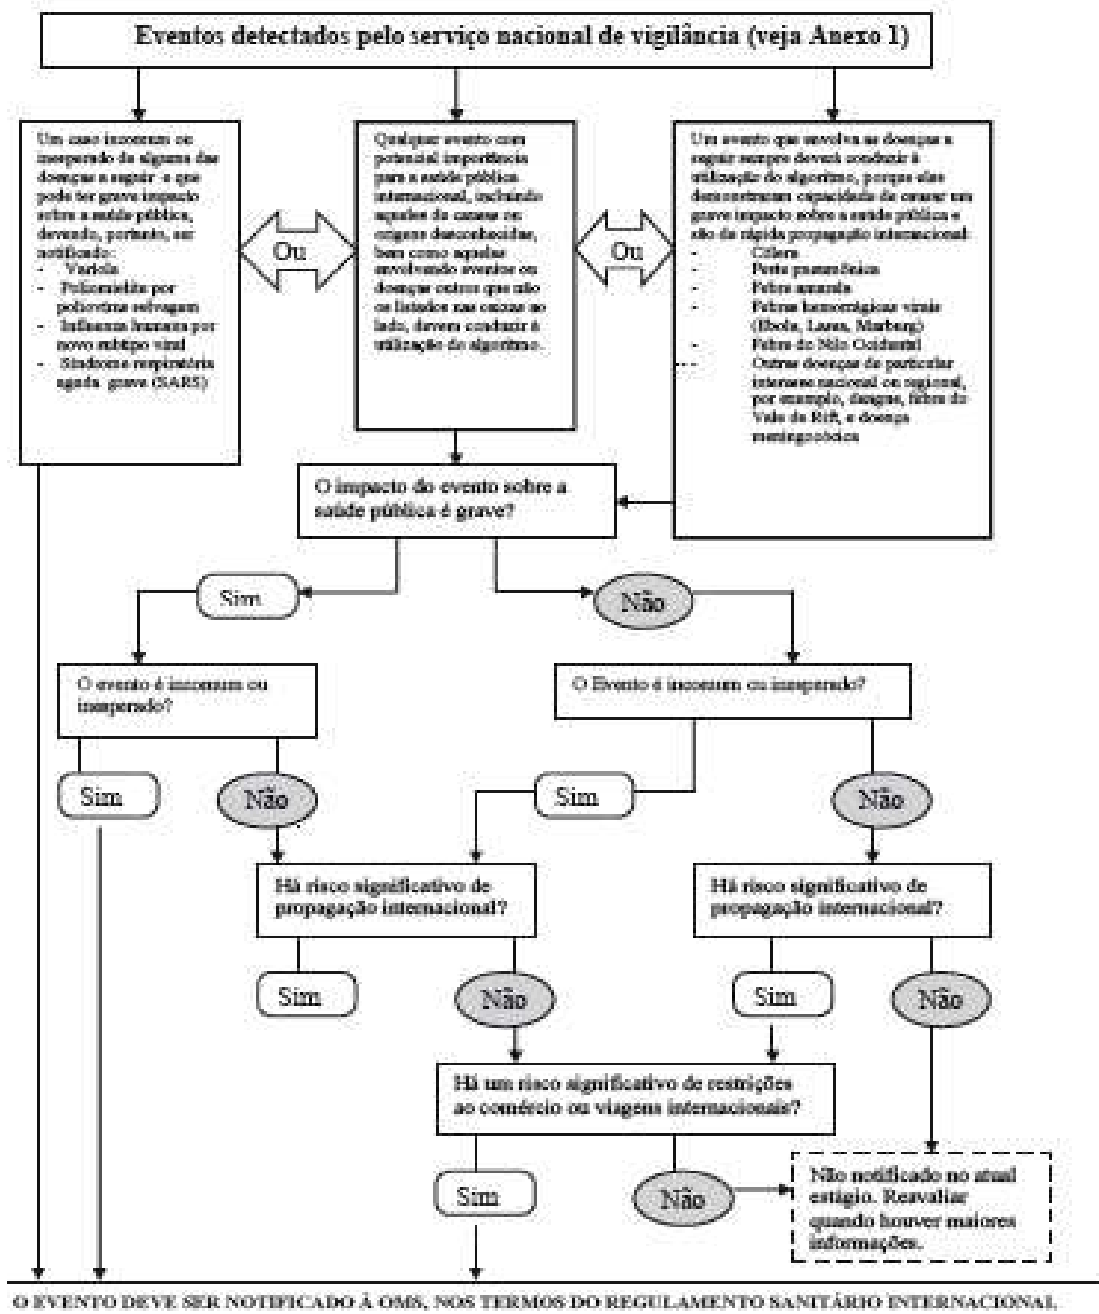 Eventos detectados pelo serviço nacional de vigilância (veja Anexo 1)
Um caso incomum ou
inesperado de alguma das
doenças a seguir e que
pode ter grave impacto
sobre a saúde pública,
devendo, portanto, ser
notificado:
- Varíola
- Poliomielite por
poliovírus selvagem
- Influenza humana por
novo subtipo viral
- Síndrome respiratória
aguda grave (SARS)
Ou
Qualquer evento com
potencial importância
para a saúde pública
internacional, incluindo
aqueles de causas ou
origens desconhecidas,
bem como aqueles
envolvendo eventos ou
doenças outros que não
os listados nas caixas ao
lado, devem conduzir à
utilização do algoritmo.
Ou
Um evento que envolva as doenças a
seguir sempre deverá conduzir à
utilização do algoritmo, porque elas
demonstraram capacidade de causar um
grave impacto sobre a saúde pública e
são de rápida propagação internacional:
- Cólera
- Peste pneumônica
- Febre amarela
- Febres hemorrágicas virais
(Ebola, Lassa, Marburg)
- Febre do Nilo Ocidental
- Outras doenças de particular
interesse nacional ou regional,
por exemplo, dengue, febre do
Vale do Rift, e doença
meningocócica
O impacto do evento sobre a
saúde pública é grave?
Sim
Não
O evento é incomum ou
inesperado?
O Evento é incomum ou inesperado?
Sim
Não
Sim
Não
Há risco significativo de
propagação internacional?
Há risco significativo de
propagação internacional?
Sim
Não
Sim
Não
Há um risco significativo de restrições
ao comércio ou viagens internacionais?
Sim
Não
Não notificado no atual
estágio. Reavaliar
quando houver maiores
informações.
O EVENTO DEVE SER NOTIFICADO À OMS, NOS TERMOS DO REGULAMENTO SANITÁRIO INTERNACIONAL